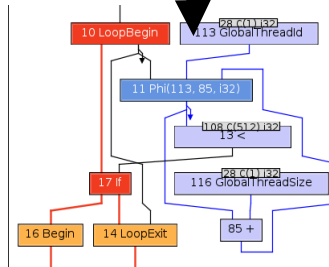 28 C(1) i32
10 LoopBegin
113 GlobalThreadId
11 Phi(113, 85, i32)
108 C(512) i32
13 <
28 C(1) i32
17 If
116 GlobalThreadSize
16 Begin
14 LoopExit
85 +